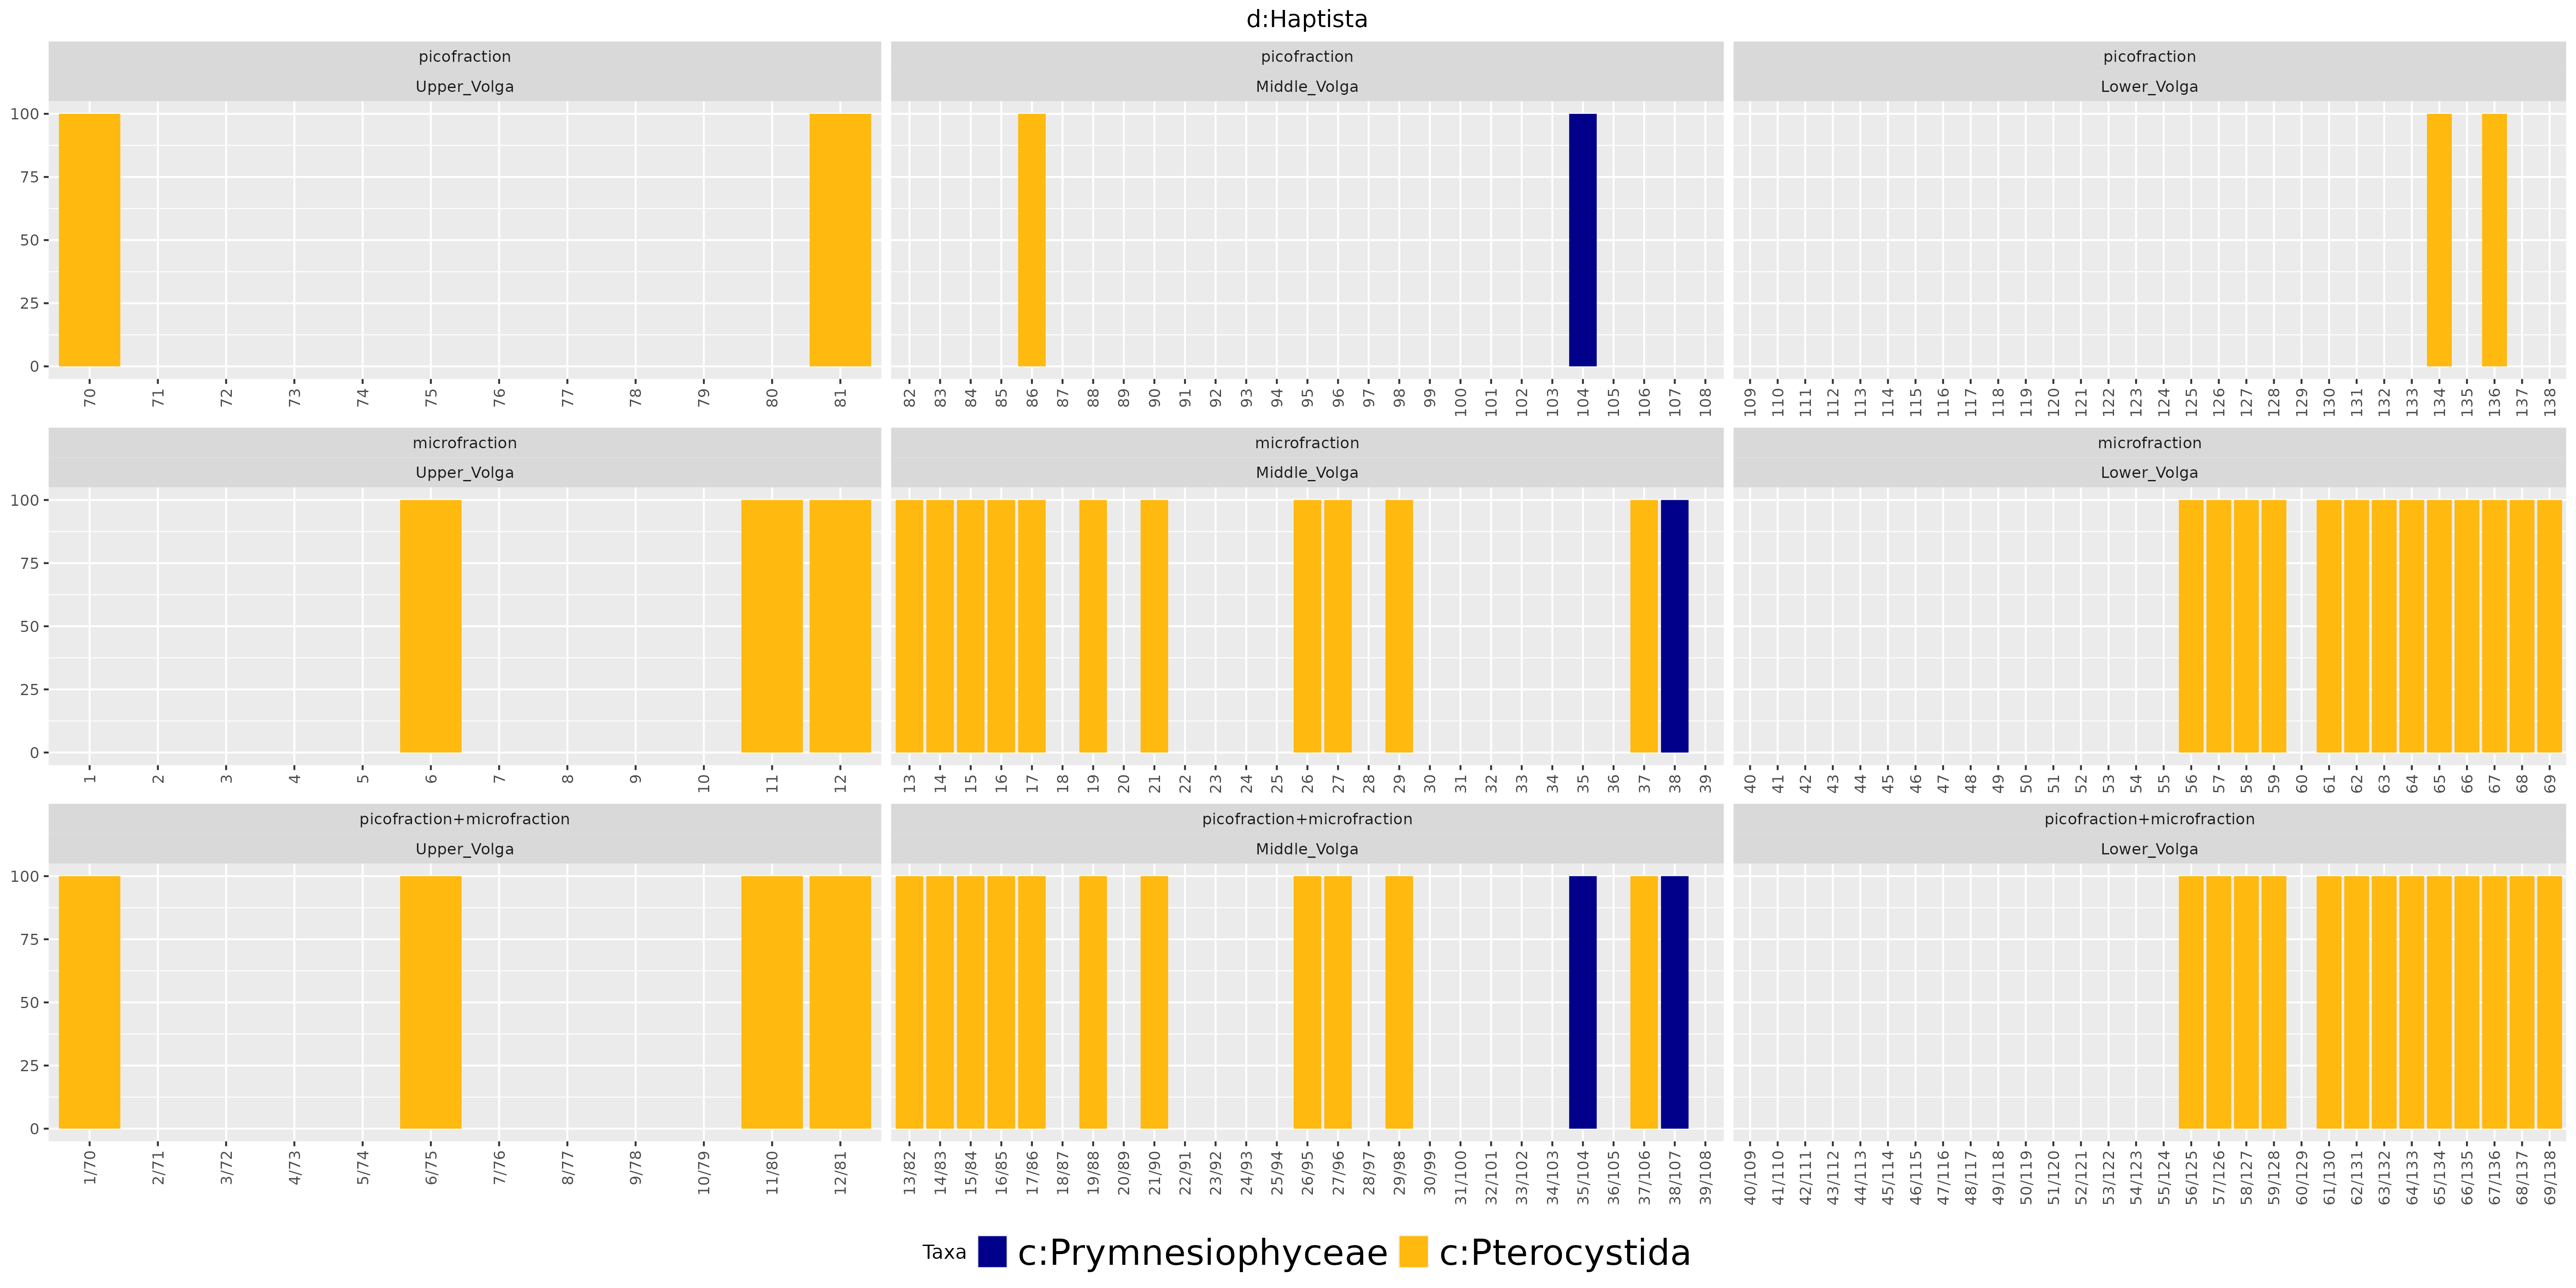 d:Haptista
picofraction picofraction picofraction
Upper_Volga Middle_Volga Lower_Volga
100
75
50
25
0
70 71 72 73 74 75 76 77 78 79 80 81 82 83 84 85 86 87 88 89 90 91 92 93 94 95 96 97 98 99 100 101 102 103 104 105 106 107 108 109 110 111 112 113 114 115 116 117 118 119 120 121 122 123 124 125 126 127 128 129 130 131 132 133 134 135 136 137 138
microfraction microfraction microfraction
Upper_Volga Middle_Volga Lower_Volga
100
75
50
25
0
1 2 3 4 5 6 7 8 9 10 11 12 13 14 15 16 17 18 19 20 21 22 23 24 25 26 27 28 29 30 31 32 33 34 35 36 37 38 39 40 41 42 43 44 45 46 47 48 49 50 51 52 53 54 55 56 57 58 59 60 61 62 63 64 65 66 67 68 69
picofraction+microfraction picofraction+microfraction picofraction+microfraction
Upper_Volga Middle_Volga Lower_Volga
100
75
50
25
0
1/70 2/71 3/72 4/73 5/74 6/75 7/76 8/77 9/78 10/79 11/80 12/81 13/82 14/83 15/84 16/85 17/86 18/87 19/88 20/89 21/90 22/91 23/92 24/93 25/94 26/95 27/96 28/97 29/98 30/99 31/100 32/101 33/102 34/103 35/104 36/105 37/106 38/107 39/108 40/109 41/110 42/111 43/112 44/113 45/114 46/115 47/116 48/117 49/118 50/119 51/120 52/121 53/122 54/123 55/124 56/125 57/126 58/127 59/128 60/129 61/130 62/131 63/132 64/133 65/134 66/135 67/136 68/137 69/138
Taxa c:Prymnesiophyceae c:Pterocystida